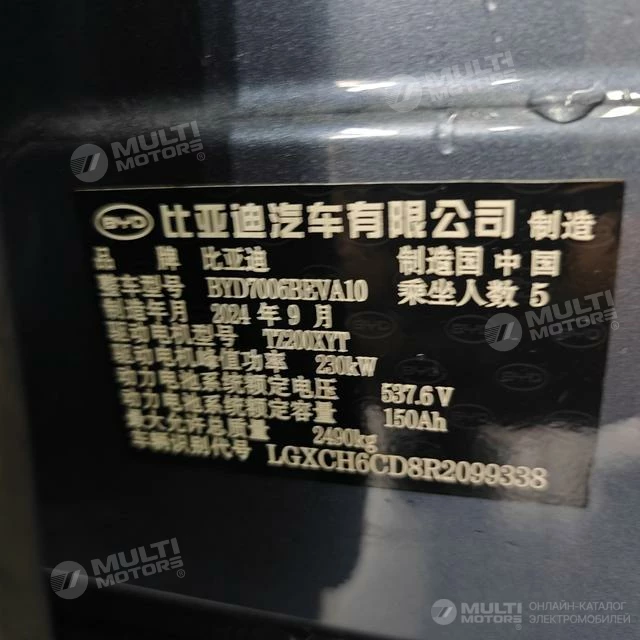 MULTI MOTORS®
MULTI MOTORS®
BYD 比亚迪汽车有限公司 制造
品 牌 比亚迪 制造国 中国
整车型号 BYD7006BEVA10 乘坐人数 5
制造年月 2024 年 9 月
驱动电机型号 TZ200XYT
驱动电机峰值功率 230kW
动力电池系统额定电压 537.6 V
动力电池系统额定容量 150Ah
最大允许总质量 2490kg
车辆识别代号 LGXCH6CD8R2099338
MULTI MOTORS®
MULTI MOTORS®
MULTI MOTORS® ОНЛАЙН-КАТАЛОГ ЭЛЕКТРОМОБИЛЕЙ